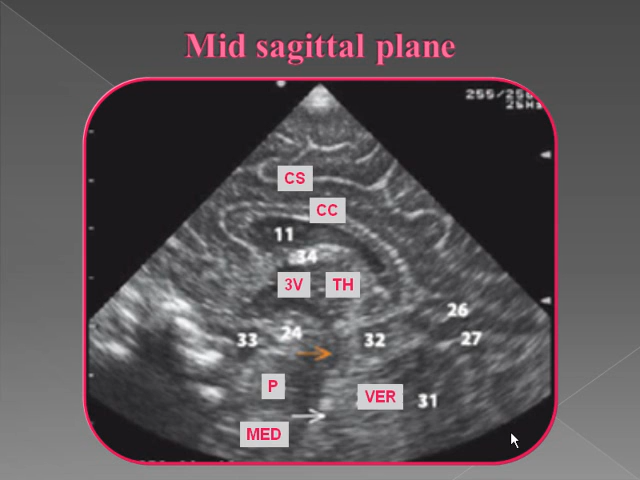 Mid sagittal plane
CS
CC
11
34
3V TH
26
33 24 32 27
P
VER 31
MED